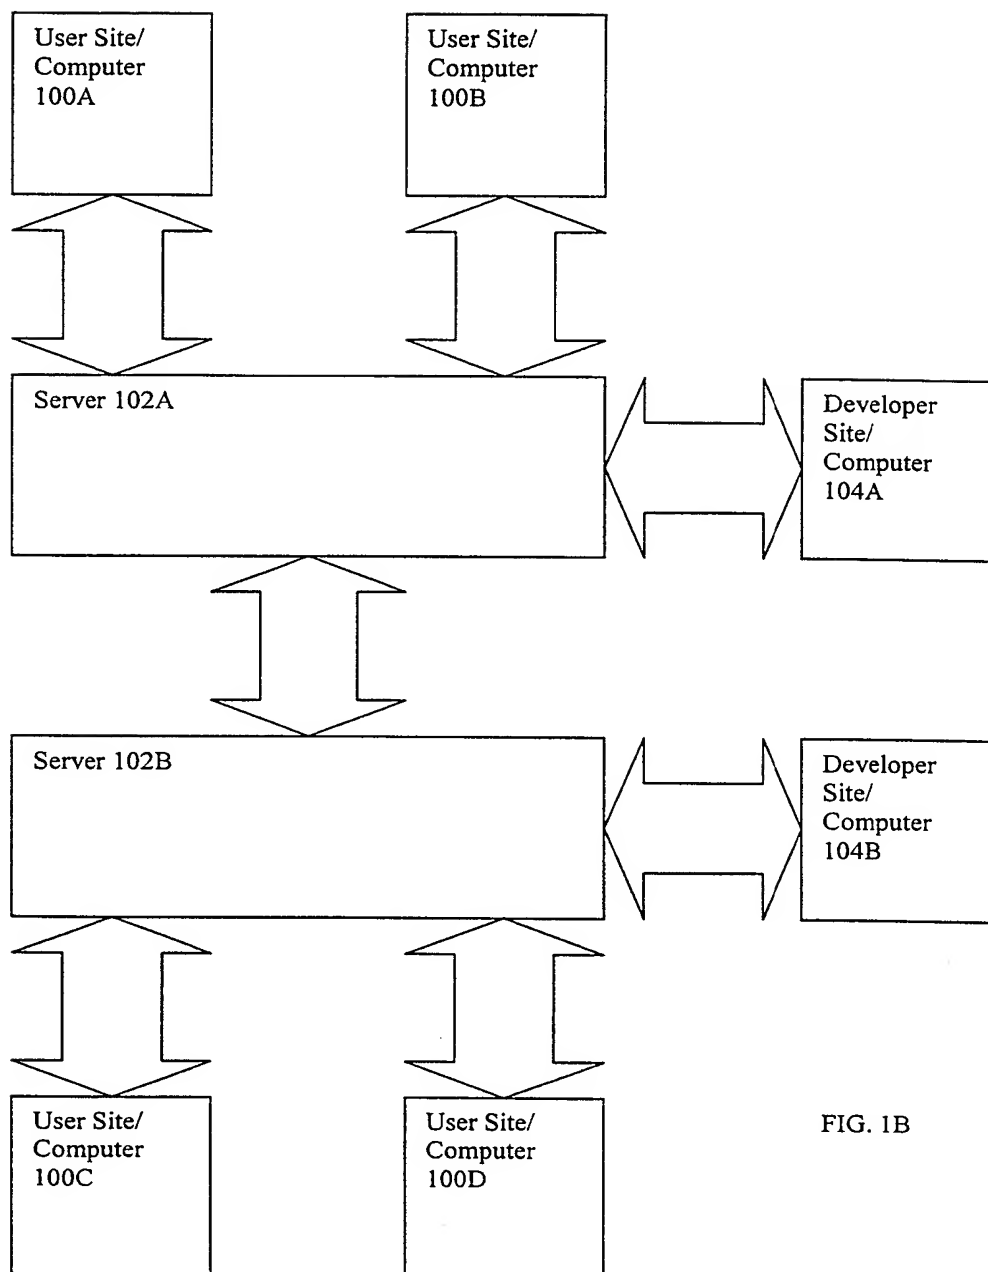 User Site/
Computer
100A
User Site/
Computer
100B
Server 102A
Developer
Site/
Computer
104A
Server 102B
Developer
Site/
Computer
104B
User Site/
Computer
100C
User Site/
Computer
100D
FIG. 1B